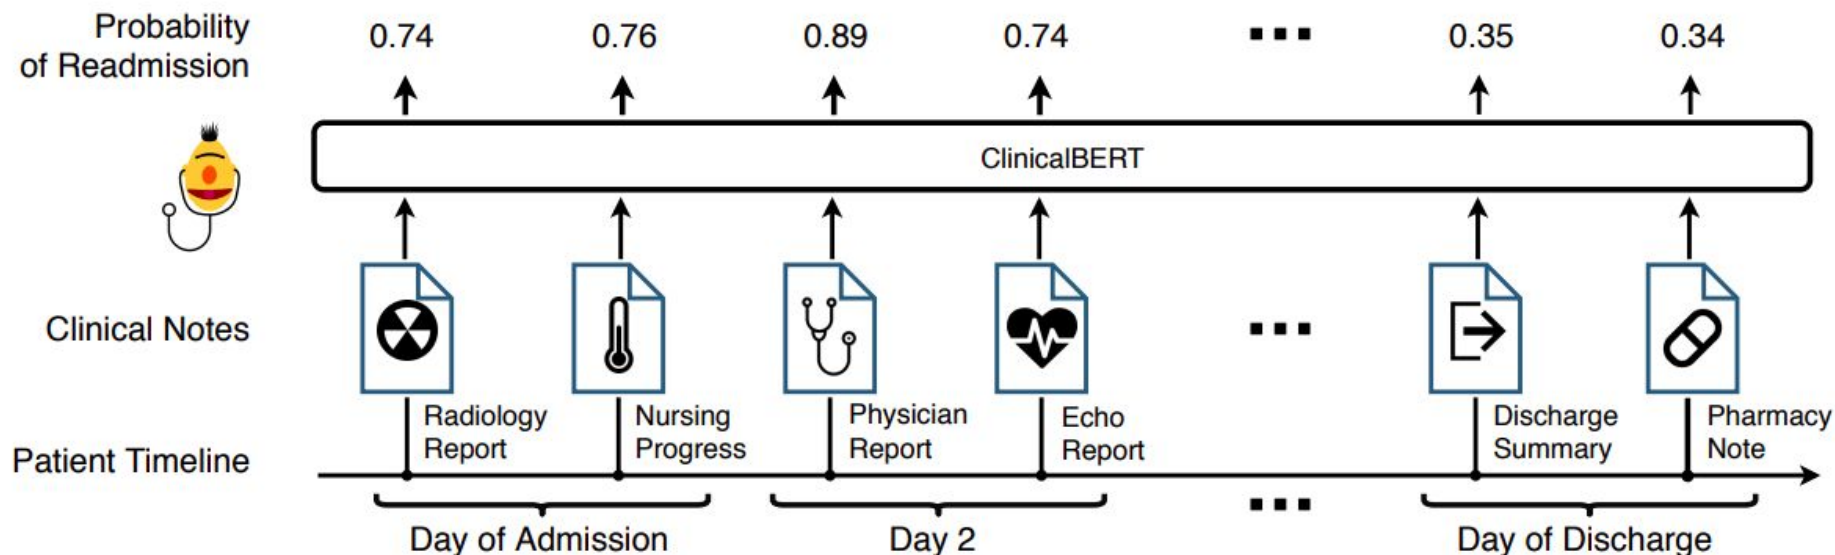 Probability
of Readmission
0.74
0.76
0.89
0.74
...
0.35
0.34
ClinicalBERT
Clinical Notes
...
Radiology
Report
Nursing
Progress
Physician
Report
Echo
Report
Discharge
Summary
Pharmacy
Note
Patient Timeline
Day of Admission
Day 2
...
Day of Discharge